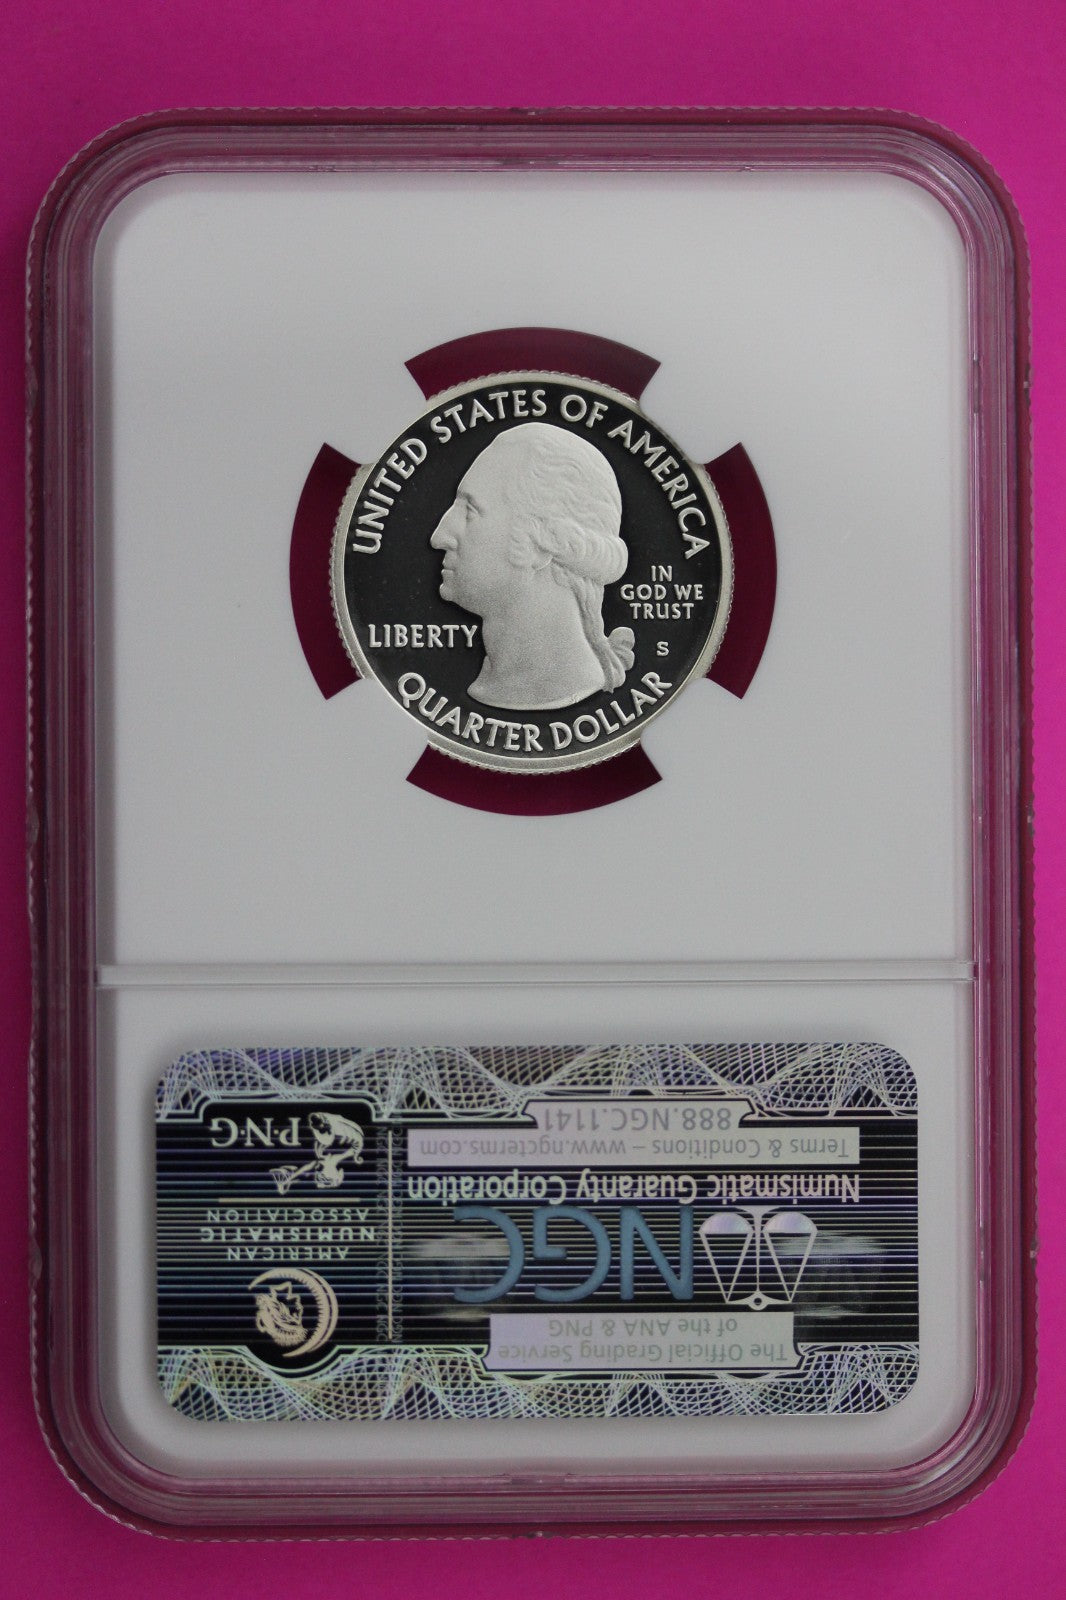 UNITED STATES OF AMERICA
IN
GOD WE
TRUST
LIBERTY
S
QUARTER DOLLAR
The Official Grading Service
of the ANA & PNG
NGC
Numismatic Guaranty Corporation
Terms & Conditions – www.ngcterms.com
888.NGC.1141
AMERICAN
NUMISMATIC
ASSOCIATION
P·N·G